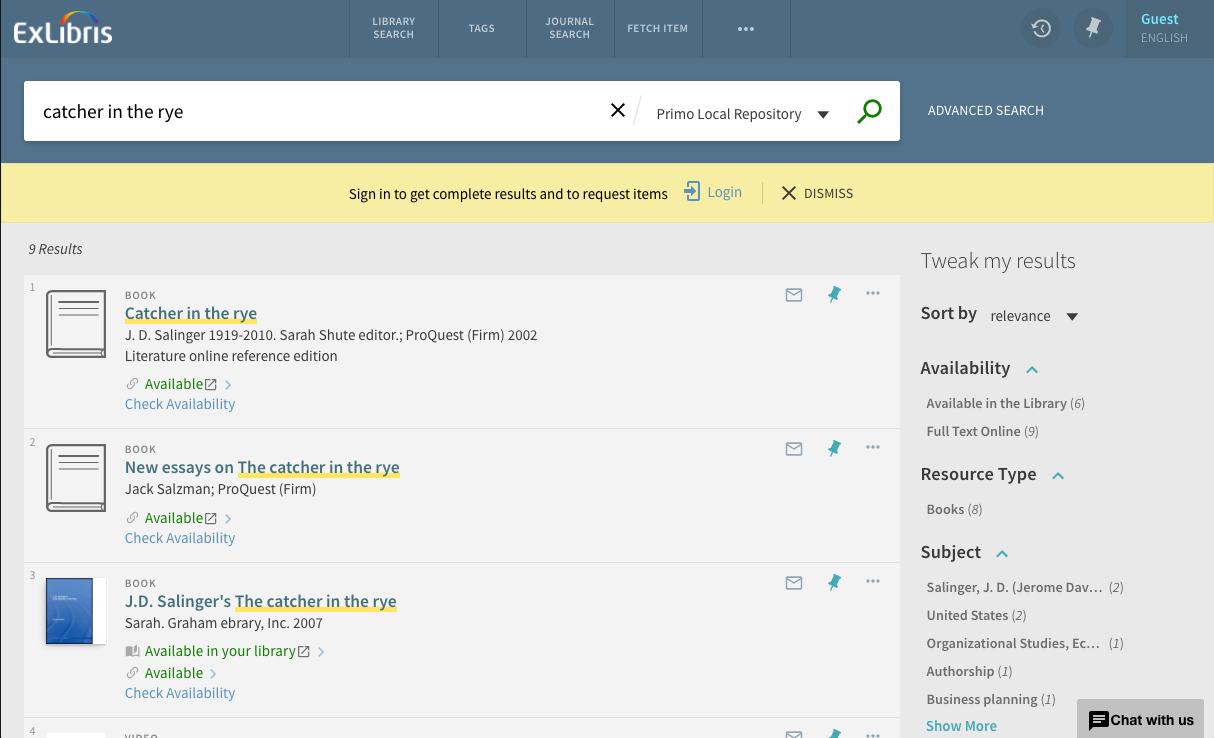 ExLibris
LIBRARY
SEARCH
TAGS
JOURNAL
SEARCH
FETCH ITEM
Guest
ENGLISH
catcher in the rye
Primo Local Repository
ADVANCED SEARCH
Sign in to get complete results and to request items
Login
DISMISS
9 Results
1
BOOK
Catcher in the rye
J. D. Salinger 1919-2010. Sarah Shute editor.; ProQuest (Firm) 2002
Literature online reference edition
Available
Check Availability
2
BOOK
New essays on The catcher in the rye
Jack Salzman; ProQuest (Firm)
Available
Check Availability
3
BOOK
J.D. Salinger's The catcher in the rye
Sarah. Graham ebrary, Inc. 2007
Available in your library
Available
Check Availability
4
VIDEO
Tweak my results
Sort by relevance
Availability
Available in the Library (6)
Full Text Online (9)
Resource Type
Books (8)
Subject
Salinger, J. D. (Jerome Dav... (2)
United States (2)
Organizational Studies, Ec... (1)
Authorship (1)
Business planning (1)
Show More
Chat with us